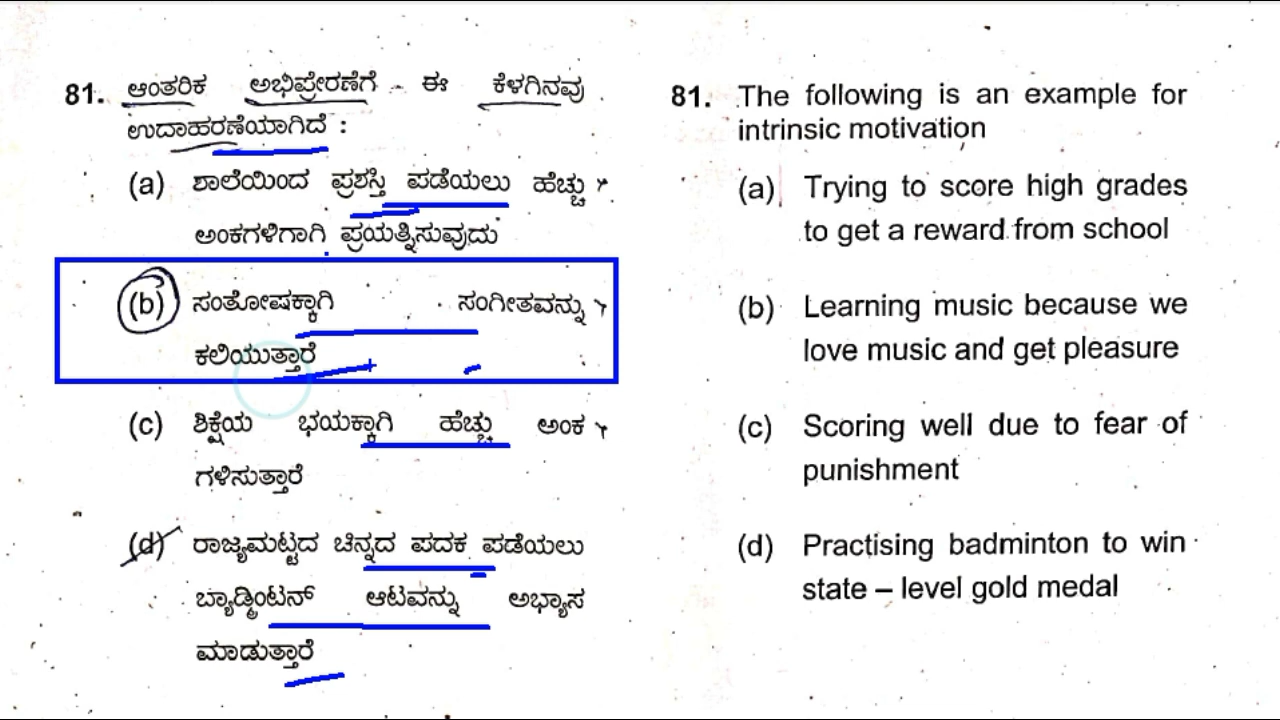 81. ಆಂತರಿಕ ಅಭಿಪ್ರೇರಣೆಗೆ ಈ ಕೆಳಗಿನವು
ಉದಾಹರಣೆಯಾಗಿದೆ :
(a) ಶಾಲೆಯಿಂದ ಪ್ರಶಸ್ತಿ ಪಡೆಯಲು ಹೆಚ್ಚು
ಅಂಕಗಳಿಗಾಗಿ ಪ್ರಯತ್ನಿಸುವುದು
(b) ಸಂತೋಷಕ್ಕಾಗಿ ಸಂಗೀತವನ್ನು
ಕಲಿಯುತ್ತಾರೆ
(c) ಶಿಕ್ಷೆಯ ಭಯಕ್ಕಾಗಿ ಹೆಚ್ಚು ಅಂಕ
ಗಳಿಸುತ್ತಾರೆ
(d) ರಾಜ್ಯಮಟ್ಟದ ಚಿನ್ನದ ಪದಕ ಪಡೆಯಲು
ಬ್ಯಾಡ್ಮಿಂಟನ್ ಆಟವನ್ನು ಅಭ್ಯಾಸ
ಮಾಡುತ್ತಾರೆ
81. The following is an example for
intrinsic motivation
(a) Trying to score high grades
to get a reward from school
(b) Learning music because we
love music and get pleasure
(c) Scoring well due to fear of
punishment
(d) Practising badminton to win
state – level gold medal